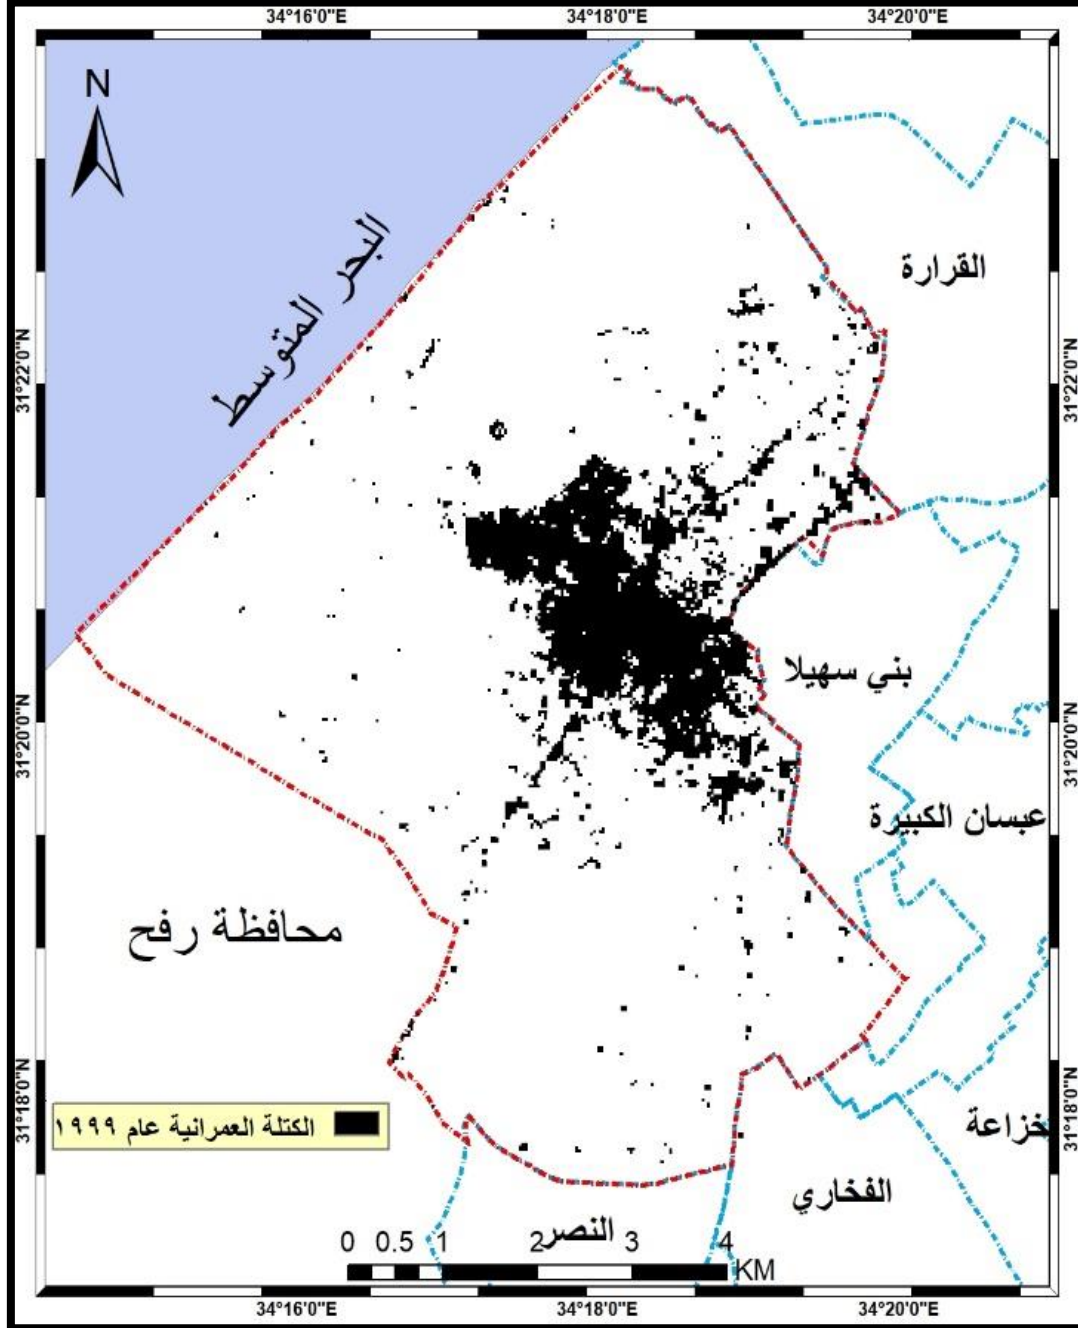 34°16'0"E 34°18'0"E 34°20'0"E
N
البحر المتوسط
القرارة
31°22'0"N 31°22'0"N
بني سهيلا
31°20'0"N 31°20'0"N
عبسان الكبيرة
محافظة رفح
31°18'0"N 31°18'0"N
الكتلة العمرانية عام ١٩٩٩
خزاعة
الفخاري
النصر
0 0.5 1 2 3 4
KM
34°16'0"E 34°18'0"E 34°20'0"E